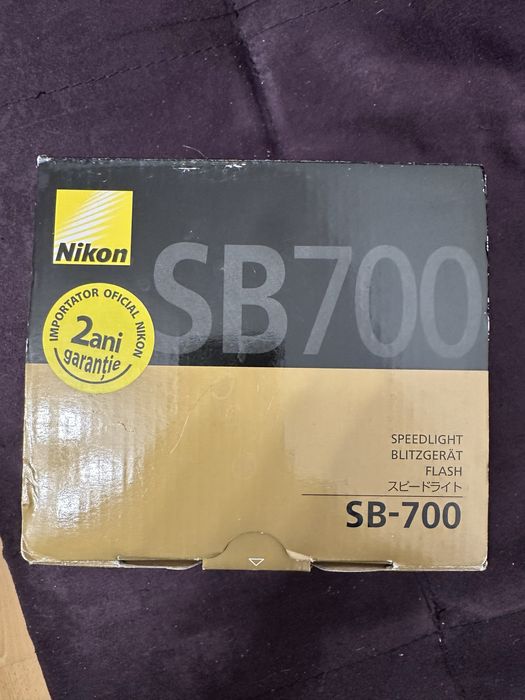 Nikon
SB700
IMPORTATOR OFICIAL NIKON
2ani
garanție
SPEEDLIGHT
BLITZGERÄT
FLASH
スピードライト
SB-700